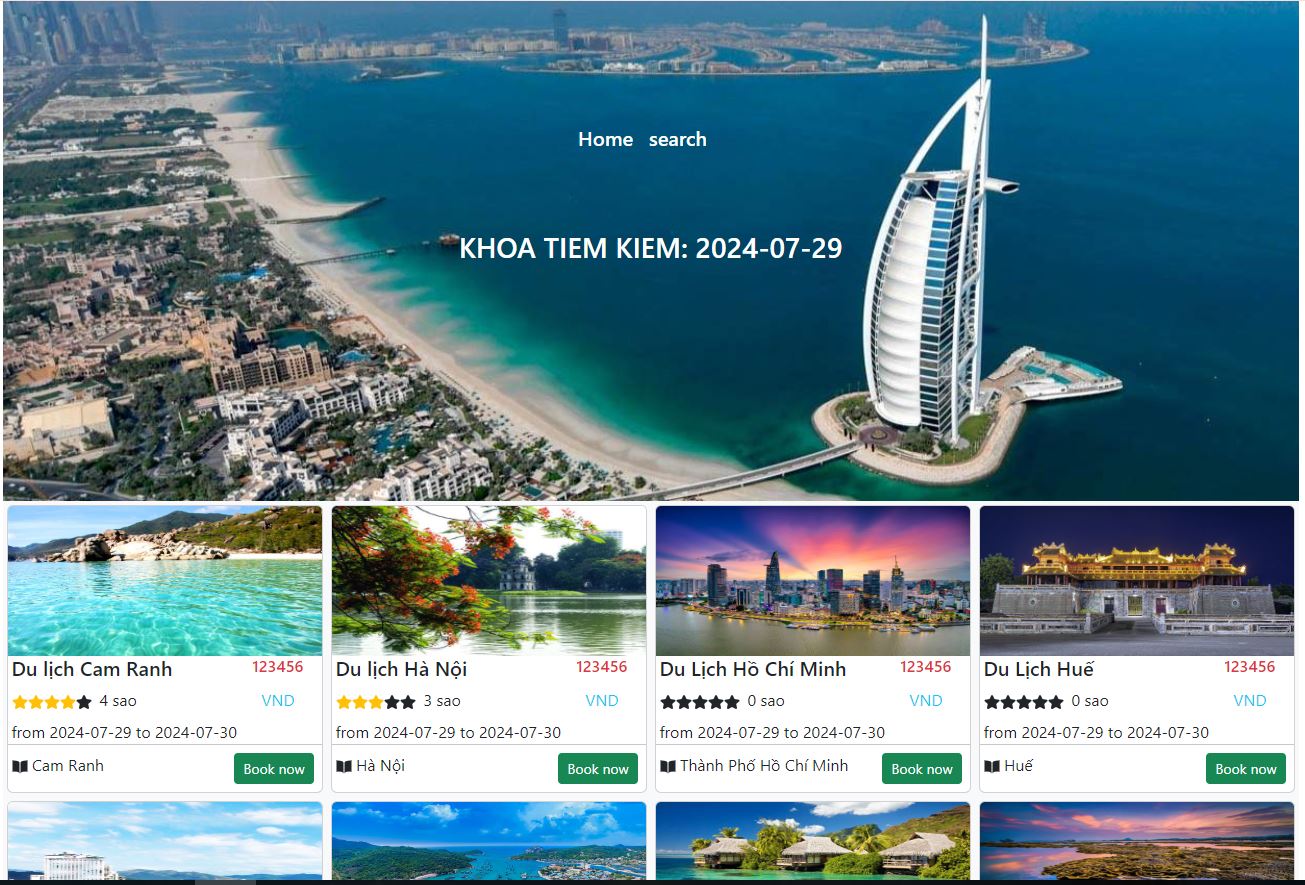 Home search
KHOA TIEM KIEM: 2024-07-29
Du lịch Cam Ranh 123456
4 sao VND
from 2024-07-29 to 2024-07-30
Cam Ranh Book now
Du lịch Hà Nội 123456
3 sao VND
from 2024-07-29 to 2024-07-30
Hà Nội Book now
Du Lịch Hồ Chí Minh 123456
0 sao VND
from 2024-07-29 to 2024-07-30
Thành Phố Hồ Chí Minh Book now
Du Lịch Huế 123456
0 sao VND
from 2024-07-29 to 2024-07-30
Huế Book now